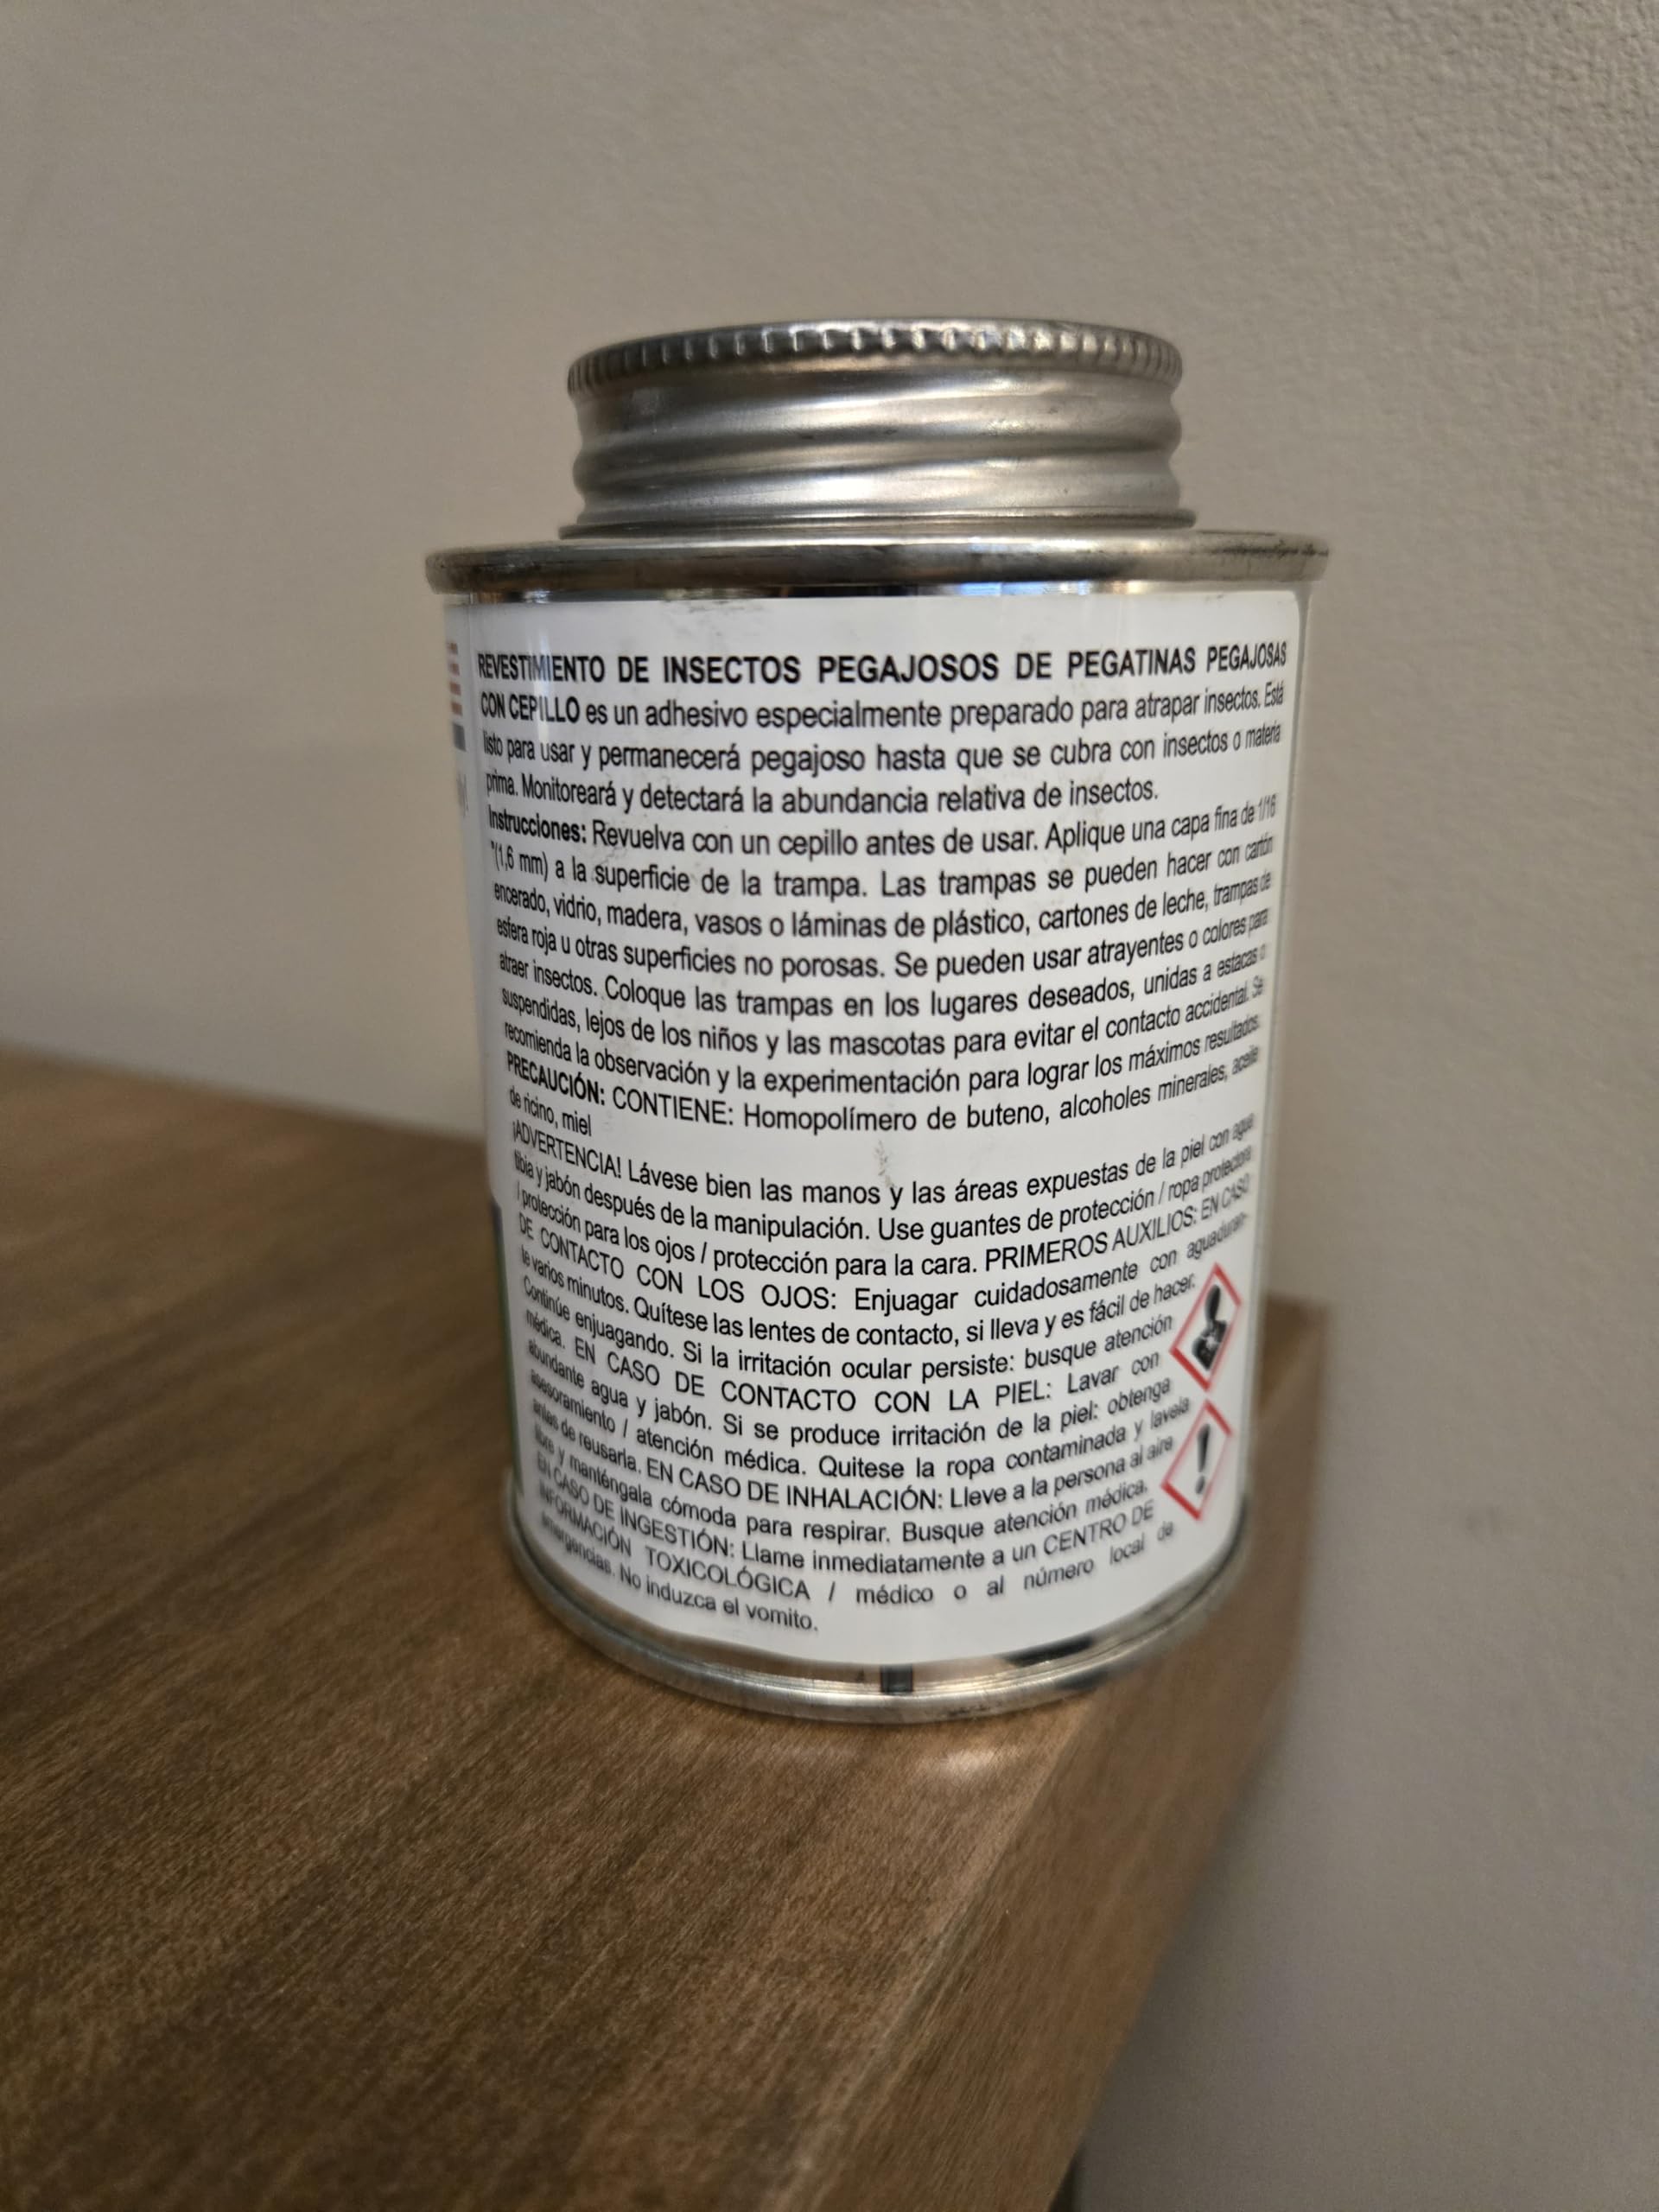 REVESTIMIENTO DE INSECTOS PEGAJOSOS DE PEGATINAS PEGAJOSAS
CON CEPILLO es un adhesivo especialmente preparado para atrapar insectos. Está
listo para usar y permanecerá pegajoso hasta que se cubra con insectos o materia
prima. Monitoreará y detectará la abundancia relativa de insectos.
Instrucciones: Revuelva con un cepillo antes de usar. Aplique una capa fina de 1/16
"(1,6 mm) a la superficie de la trampa. Las trampas se pueden hacer con cartón
encerado, vidrio, madera, vasos o láminas de plástico, cartones de leche, trampas de
esfera roja u otras superficies no porosas. Se pueden usar atrayentes o colores para
atraer insectos. Coloque las trampas en los lugares deseados, unidas a estacas o
suspendidas, lejos de los niños y las mascotas para evitar el contacto accidental. Se
recomienda la observación y la experimentación para lograr los máximos resultados.
PRECAUCIÓN: CONTIENE: Homopolímero de buteno, alcoholes minerales, aceite
de ricino, miel
¡ADVERTENCIA! Lávese bien las manos y las áreas expuestas de la piel con agua
tibia y jabón después de la manipulación. Use guantes de protección / ropa protectora
/ protección para los ojos / protección para la cara. PRIMEROS AUXILIOS: EN CASO
DE CONTACTO CON LOS OJOS: Enjuagar cuidadosamente con aguaduran-
te varios minutos. Quítese las lentes de contacto, si lleva y es fácil de hacer.
Continúe enjuagando. Si la irritación ocular persiste: busque atención
médica. EN CASO DE CONTACTO CON LA PIEL: Lavar con
abundante agua y jabón. Si se produce irritación de la piel: obtenga
asesoramiento / atención médica. Quitese la ropa contaminada y lavela
antes de reusarla. EN CASO DE INHALACIÓN: Lleve a la persona al aire
libre y manténgala cómoda para respirar. Busque atención médica.
EN CASO DE INGESTIÓN: Llame inmediatamente a un CENTRO DE
INFORMACIÓN TOXICOLÓGICA / médico o al número local de
emergencias. No induzca el vomito.